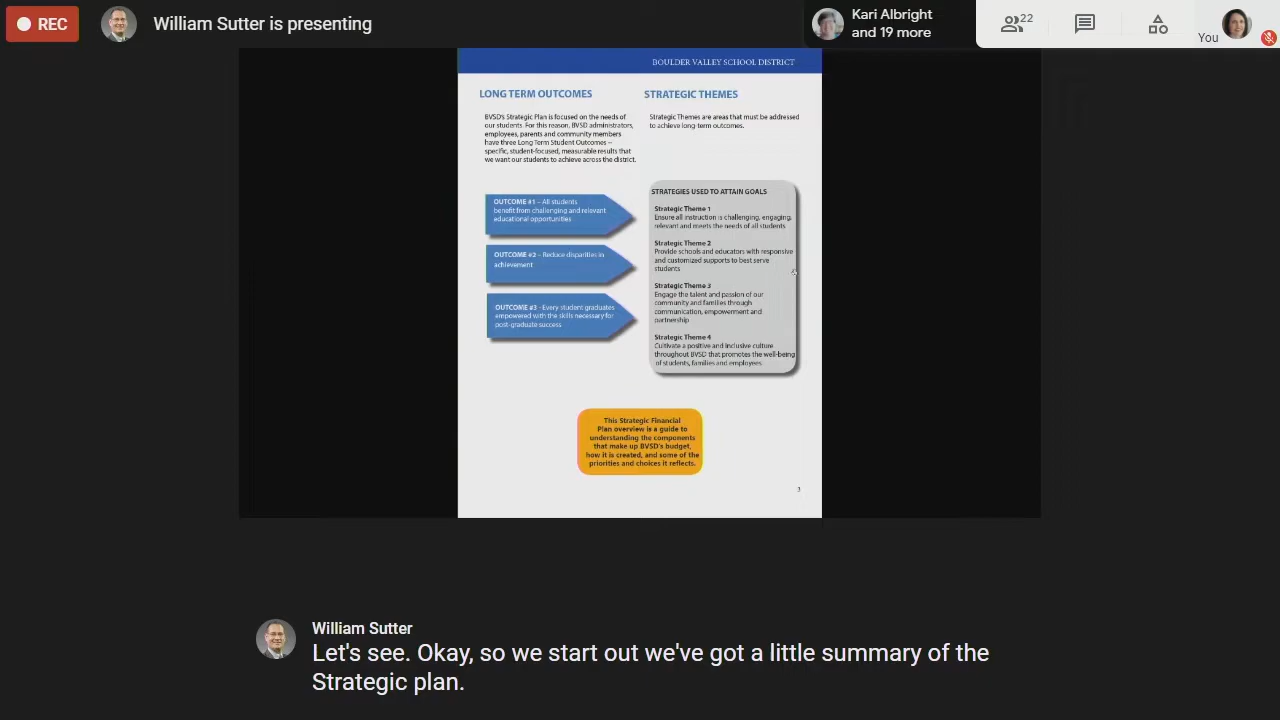 REC
William Sutter is presenting
Kari Albright
and 19 more
22
You
BOULDER VALLEY SCHOOL DISTRICT
LONG TERM OUTCOMES
BVSD's Strategic Plan is focused on the needs of
our students. For this reason, BVSD administrators,
employees, parents and community members
have three Long Term Student Outcomes –
specific, student-focused, measurable results that
we want our students to achieve across the district.
OUTCOME #1 – All students
benefit from challenging and relevant
educational opportunities
OUTCOME #2 – Reduce disparities in
achievement
OUTCOME #3 - Every student graduates
empowered with the skills necessary for
post-graduate success
STRATEGIC THEMES
Strategic Themes are areas that must be addressed
to achieve long-term outcomes.
STRATEGIES USED TO ATTAIN GOALS
Strategic Theme 1
Ensure all instruction is challenging, engaging,
relevant and meets the needs of all students
Strategic Theme 2
Provide schools and educators with responsive
and customized supports to best serve
students
Strategic Theme 3
Engage the talent and passion of our
community and families through
communication, empowerment and
partnership
Strategic Theme 4
Cultivate a positive and inclusive culture
throughout BVSD that promotes the well-being
of students, families and employees.
This Strategic Financial
Plan overview is a guide to
understanding the components
that make up BVSD's budget,
how it is created, and some of the
priorities and choices it reflects.
3
William Sutter
Let's see. Okay, so we start out we've got a little summary of the
Strategic plan.